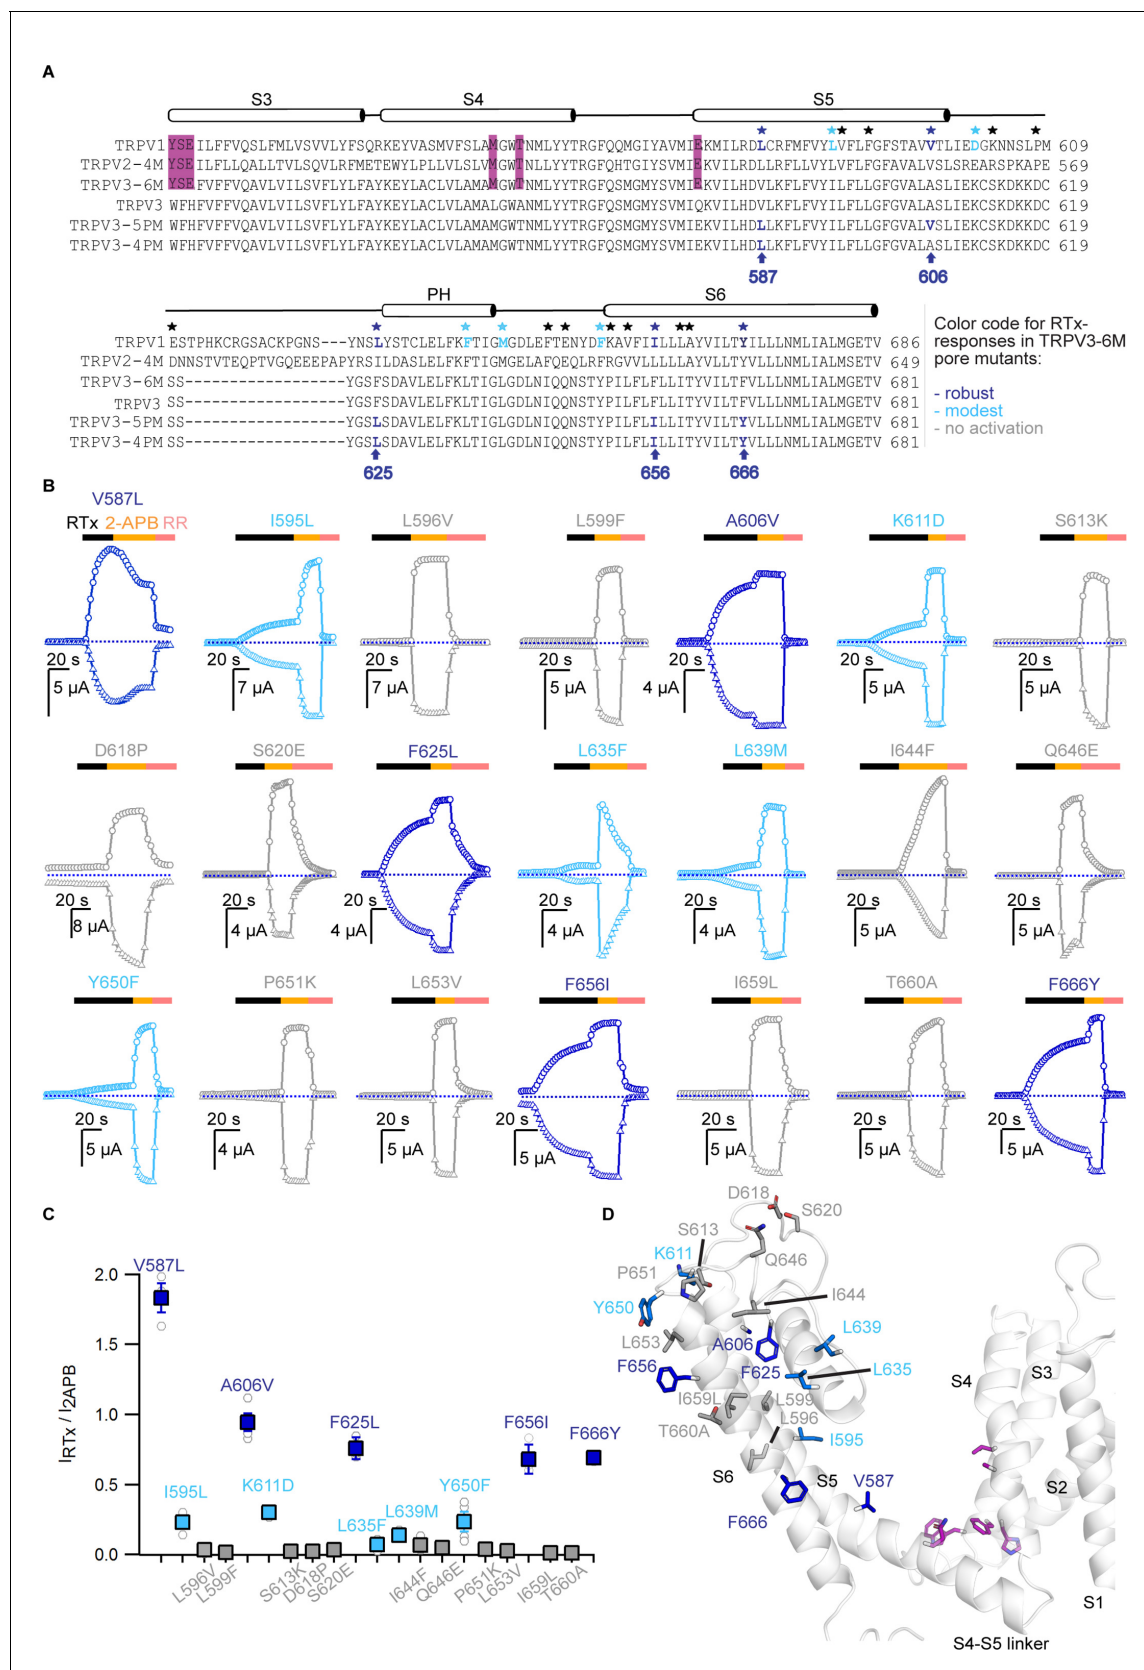 A
S3 S4 S5
TRPV1 YSEILFFVQSLFMLVSVVLYFSQRKEYVASMVFSLAMGWTNMLYYTRGFQQMGIYAVMIEKMILRDLCRFMFVYLVFLFGFSTAVVTLIEDGKNNSLPM 609
TRPV2-4M YSEILFLLQALLTVLSQVLRFMETEWYLPLLVLSLVMGWTNLLYYTRGFQHTGIYSVMIEKVILRDLLRFLLVYLVFLFGFAVALVSLSREARSPKAPE 569
TRPV3-6M YSEVFFFVQAVLVILSVFLYLFAYKEYLACLVLAMAMGWTNMLYYTRGFQSMGMYSVMIEKVILHDVLKFLFVYILFLLGFGVALASLIEKCSKDKKDC 619
TRPV3 WFHFVFFVQAVLVILSVFLYLFAYKEYLACLVLAMALGWANMLYYTRGFQSMGMYSVMIQKVILHDVLKFLFVYILFLLGFGVALASLIEKCSKDKKDC 619
TRPV3-5PM WFHFVFFVQAVLVILSVFLYLFAYKEYLACLVLAMAMGWTNMLYYTRGFQSMGMYSVMIEKVILHDLLKFLFVYILFLLGFGVALVSLIEKCSKDKKDC 619
TRPV3-4PM WFHFVFFVQAVLVILSVFLYLFAYKEYLACLVLAMAMGWTNMLYYTRGFQSMGMYSVMIEKVILHDLLKFLFVYILFLLGFGVALASLIEKCSKDKKDC 619
587 606
PH S6
TRPV1 ESTPHKCRGSACKPGNS---YNSLYSTCLELFKFTIGMGDLEFTENYDFKAVFIILLLAYVILTYILLLNMLIALMGETV 686
TRPV2-4M DNNSTVTEQPTVGQEEEPAPYRSILDASLELFKFTIGMGELAFQEQLRFRGVVLLLLLAYVLLTYVLLLNMLIALMSETV 649
TRPV3-6M SS------------------YGSFSDAVLELFKLTIGLGDLNIQQNSTYPILFLFLLITYVILTFVLLLNMLIALMGETV 681
TRPV3 SS------------------YGSFSDAVLELFKLTIGLGDLNIQQNSTYPILFLFLLITYVILTFVLLLNMLIALMGETV 681
TRPV3-5PM SS------------------YGSLSDAVLELFKLTIGLGDLNIQQNSTYPILFLILLITYVILTYVLLLNMLIALMGETV 681
TRPV3-4PM SS------------------YGSLSDAVLELFKLTIGLGDLNIQQNSTYPILFLILLITYVILTYVLLLNMLIALMGETV 681
625 656 666
Color code for RTx-
responses in TRPV3-6M
pore mutants:
- robust
- modest
- no activation
B
V587L I595L L596V L599F A606V K611D S613K
RTx 2-APB RR
20 s 20 s 20 s 20 s 20 s 20 s 20 s
5 µA 7 µA 7 µA 5 µA 4 µA 5 µA 5 µA
D618P S620E F625L L635F L639M I644F Q646E
20 s 20 s 20 s 20 s 20 s 20 s 20 s
8 µA 4 µA 4 µA 4 µA 4 µA 5 µA 5 µA
Y650F P651K L653V F656I I659L T660A F666Y
20 s 20 s 20 s 20 s 20 s 20 s 20 s
5 µA 4 µA 5 µA 5 µA 5 µA 5 µA 5 µA
C
IRTx / I2APB
2.0
1.5
1.0
0.5
0.0
V587L
A606V
F625L F656I F666Y
I595L K611D L635F L639M Y650F
L596V L599F S613K D618P S620E I644F Q646E P651K L653V I659L T660A
D
D618
S620
S613
K611
Q646
P651
I644
Y650
L653
A606
L639
F656
F625
L635
I659L
L599
L596
T660A
I595
S6
S5
V587
F666
S4
S3
S2
S1
S4-S5 linker